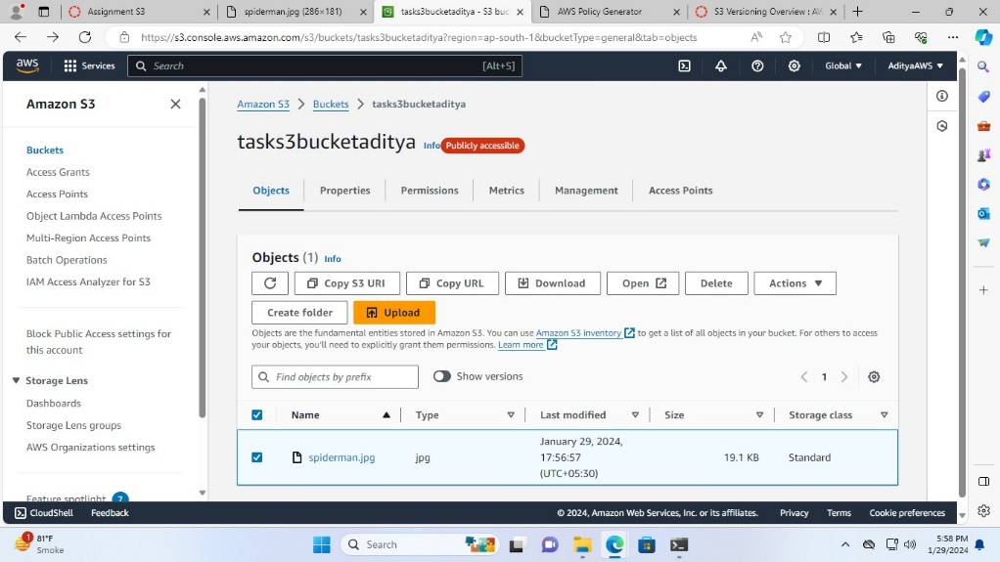 Assignment S3
spiderman.jpg (286×181)
tasks3bucketaditya - S3 buc
AWS Policy Generator
S3 Versioning Overview : AW
https://s3.console.aws.amazon.com/s3/buckets/tasks3bucketaditya?region=ap-south-1&bucketType=general&tab=objects
aws
Services
Search
[Alt+S]
Global
AdityaAWS
Amazon S3
Buckets
Access Grants
Access Points
Object Lambda Access Points
Multi-Region Access Points
Batch Operations
IAM Access Analyzer for S3
Block Public Access settings for
this account
Storage Lens
Dashboards
Storage Lens groups
AWS Organizations settings
Feature spotlight 7
Amazon S3 > Buckets > tasks3bucketaditya
tasks3bucketaditya Info Publicly accessible
Objects
Properties
Permissions
Metrics
Management
Access Points
Objects (1) Info
Copy S3 URI
Copy URL
Download
Open
Delete
Actions
Create folder
Upload
Objects are the fundamental entities stored in Amazon S3. You can use Amazon S3 inventory to get a list of all objects in your bucket. For others to access
your objects, you'll need to explicitly grant them permissions. Learn more
Find objects by prefix
Show versions
1
Name
Type
Last modified
Size
Storage class
spiderman.jpg
jpg
January 29, 2024,
17:56:57
(UTC+05:30)
19.1 KB
Standard
CloudShell
Feedback
© 2024, Amazon Web Services, Inc. or its affiliates.
Privacy
Terms
Cookie preferences
1
81°F
Smoke
Search
5:58 PM
1/29/2024